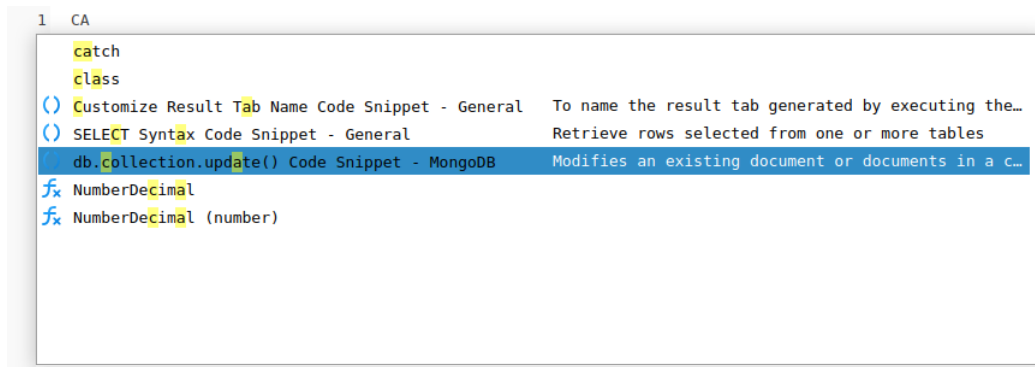 1 CA
catch
class
Customize Result Tab Name Code Snippet - General To name the result tab generated by executing the…
SELECT Syntax Code Snippet - General Retrieve rows selected from one or more tables
db.collection.update() Code Snippet - MongoDB Modifies an existing document or documents in a c…
fx NumberDecimal
fx NumberDecimal (number)